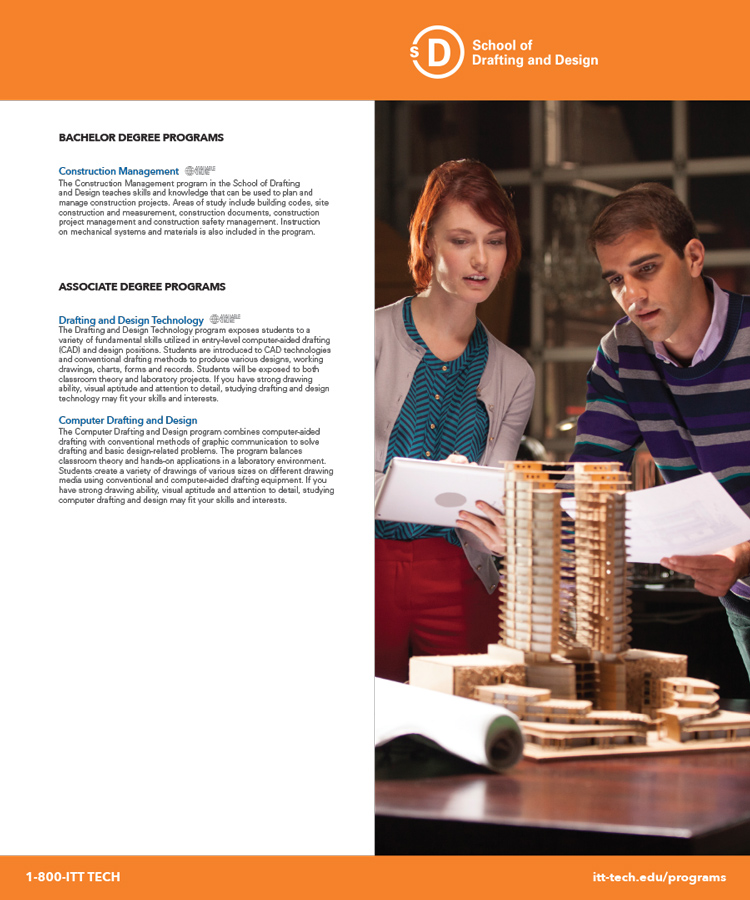 SD
School of
Drafting and Design
BACHELOR DEGREE PROGRAMS
Construction Management AVAILABLE ONLINE
The Construction Management program in the School of Drafting
and Design teaches skills and knowledge that can be used to plan and
manage construction projects. Areas of study include building codes, site
construction and measurement, construction documents, construction
project management and construction safety management. Instruction
on mechanical systems and materials is also included in the program.
ASSOCIATE DEGREE PROGRAMS
Drafting and Design Technology AVAILABLE ONLINE
The Drafting and Design Technology program exposes students to a
variety of fundamental skills utilized in entry-level computer-aided drafting
(CAD) and design positions. Students are introduced to CAD technologies
and conventional drafting methods to produce various designs, working
drawings, charts, forms and records. Students will be exposed to both
classroom theory and laboratory projects. If you have strong drawing
ability, visual aptitude and attention to detail, studying drafting and design
technology may fit your skills and interests.
Computer Drafting and Design
The Computer Drafting and Design program combines computer-aided
drafting with conventional methods of graphic communication to solve
drafting and basic design-related problems. The program balances
classroom theory and hands-on applications in a laboratory environment.
Students create a variety of drawings of various sizes on different drawing
media using conventional and computer-aided drafting equipment. If you
have strong drawing ability, visual aptitude and attention to detail, studying
computer drafting and design may fit your skills and interests.
1-800-ITT TECH
itt-tech.edu/programs